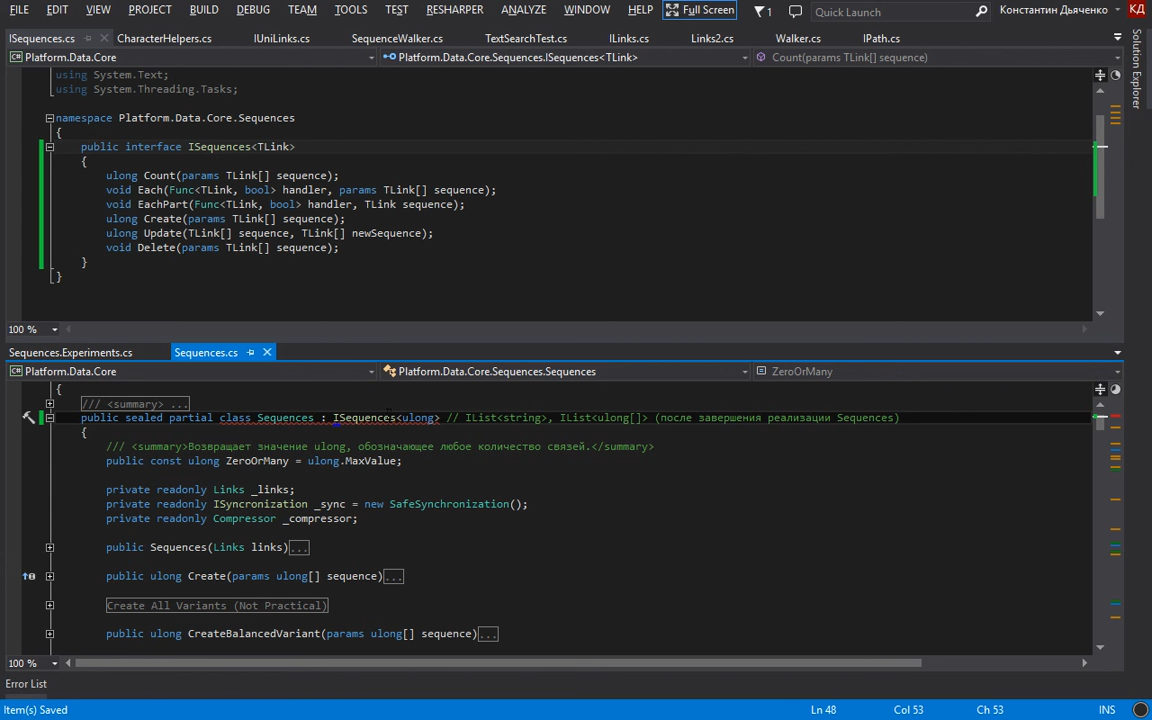 FILE EDIT VIEW PROJECT BUILD DEBUG TEAM TOOLS TEST RESHARPER ANALYZE WINDOW HELP Full Screen 1 Quick Launch Константин Дьяченко КД
ISequences.cs CharacterHelpers.cs IUniLinks.cs SequenceWalker.cs TextSearchTest.cs ILinks.cs Links2.cs Walker.cs IPath.cs
Platform.Data.Core Platform.Data.Core.Sequences.ISequences<TLink> Count(params TLink[] sequence)
Solution Explorer
using System.Text;
using System.Threading.Tasks;
namespace Platform.Data.Core.Sequences
{
public interface ISequences<TLink>
{
ulong Count(params TLink[] sequence);
void Each(Func<TLink, bool> handler, params TLink[] sequence);
void EachPart(Func<TLink, bool> handler, TLink sequence);
ulong Create(params TLink[] sequence);
ulong Update(TLink[] sequence, TLink[] newSequence);
void Delete(params TLink[] sequence);
}
}
100 %
Sequences.Experiments.cs Sequences.cs
Platform.Data.Core Platform.Data.Core.Sequences.Sequences ZeroOrMany
{
/// <summary> ...
public sealed partial class Sequences : ISequences<ulong> // IList<string>, IList<ulong[]> (после завершения реализации Sequences)
{
/// <summary>Возвращает значение ulong, обозначающее любое количество связей.</summary>
public const ulong ZeroOrMany = ulong.MaxValue;
private readonly Links _links;
private readonly ISyncronization _sync = new SafeSynchronization();
private readonly Compressor _compressor;
public Sequences(Links links)...
public ulong Create(params ulong[] sequence)...
Create All Variants (Not Practical)
public ulong CreateBalancedVariant(params ulong[] sequence)...
100 %
Error List
Item(s) Saved Ln 48 Col 53 Ch 53 INS